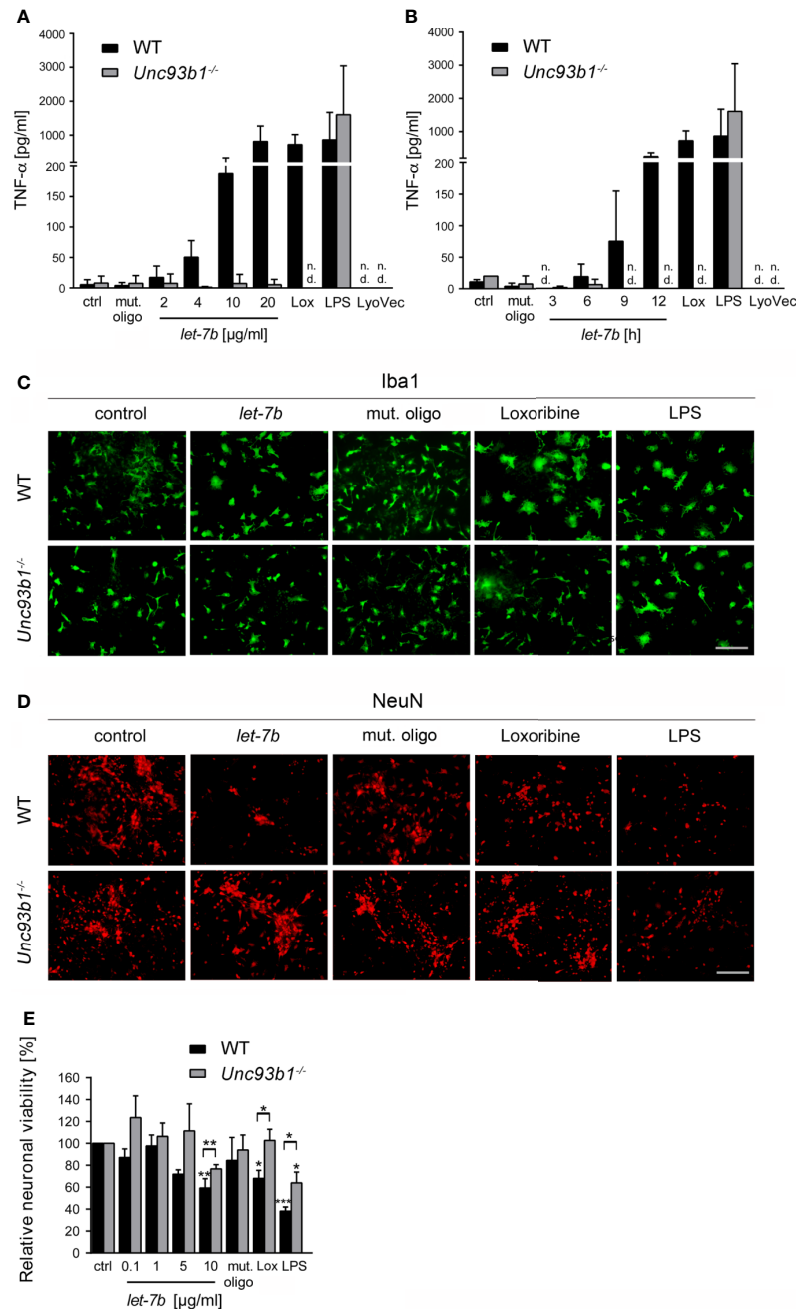 A
WT
Unc93b1-/-
TNF-α [pg/ml]
4000
3000
2000
1000
200
150
100
50
0
n. d.
n. d.
n. d.
ctrl
mut. oligo
2
4
10
20
Lox
LPS
LyoVec
let-7b [µg/ml]
B
WT
Unc93b1-/-
TNF-α [pg/ml]
4000
3000
2000
1000
200
150
100
50
0
n. d.
n. d.
n. d.
n. d.
n. d.
n. d.
ctrl
mut. oligo
3
6
9
12
Lox
LPS
LyoVec
let-7b [h]
C
Iba1
control
let-7b
mut. oligo
Loxoribine
LPS
WT
Unc93b1-/-
D
NeuN
control
let-7b
mut. oligo
Loxoribine
LPS
WT
Unc93b1-/-
E
WT
Unc93b1-/-
Relative neuronal viability [%]
160
140
120
100
80
60
40
20
0
**
**
*
*
*
***
*
ctrl
0.1
1
5
10
mut. oligo
Lox
LPS
let-7b [µg/ml]